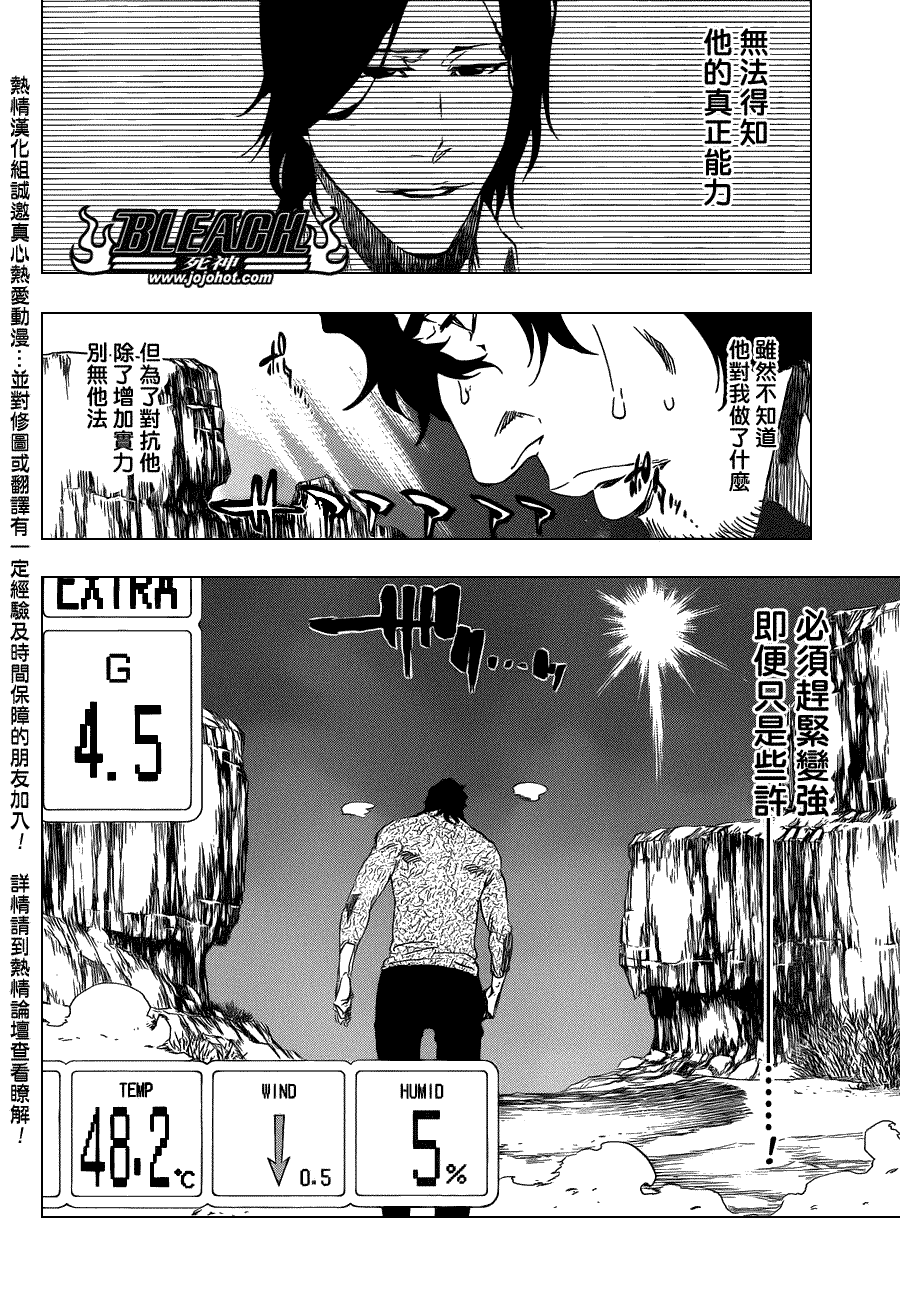 無法得知
他的真正能力
BLEACH
死神
www.jojohot.com
雖然不知道
他對我做了什麼
但為了對抗他
除了增加實力
別無他法
アアアア
必須趕緊變強
即便只是些許………!
EXTRA
G
4.5
TEMP
48.2℃
WIND
0.5
HUMID
5%
熱情漢化組誠邀真心熱愛動漫…並對修圖或翻譯有一定經驗及時間保障的朋友加入！ 詳情請到熱情論壇查看瞭解！